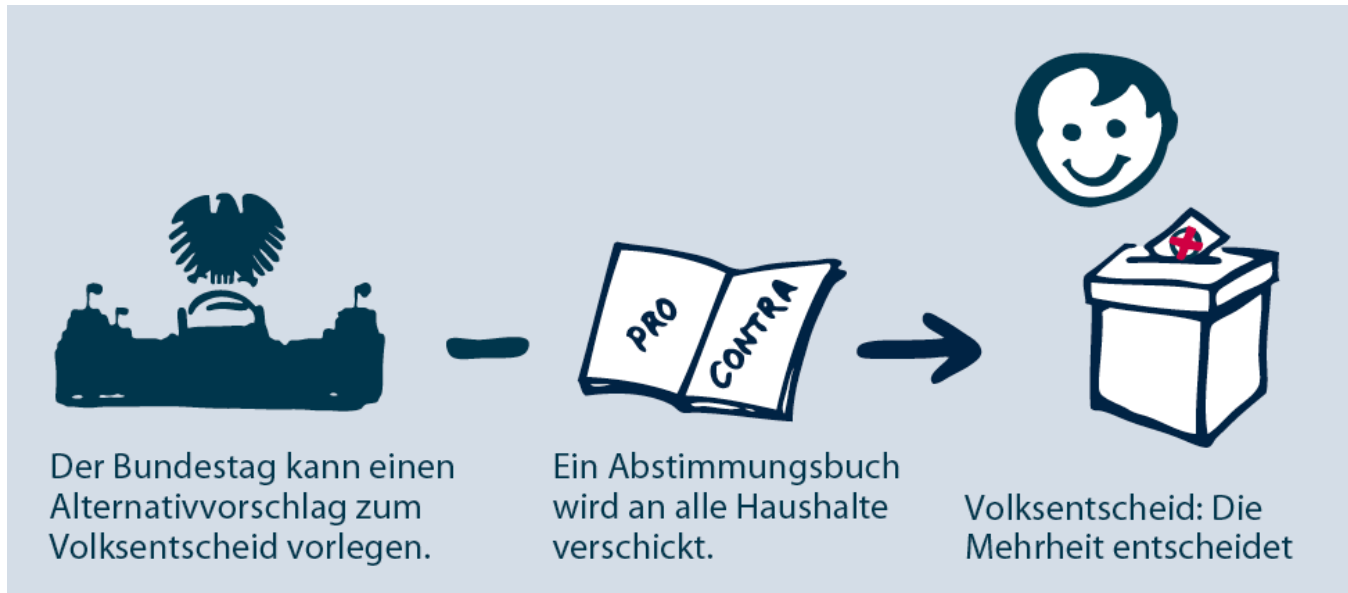 PRO
CONTRA
Der Bundestag kann einen
Alternativvorschlag zum
Volksentscheid vorlegen.
Ein Abstimmungsbuch
wird an alle Haushalte
verschickt.
Volksentscheid: Die
Mehrheit entscheidet